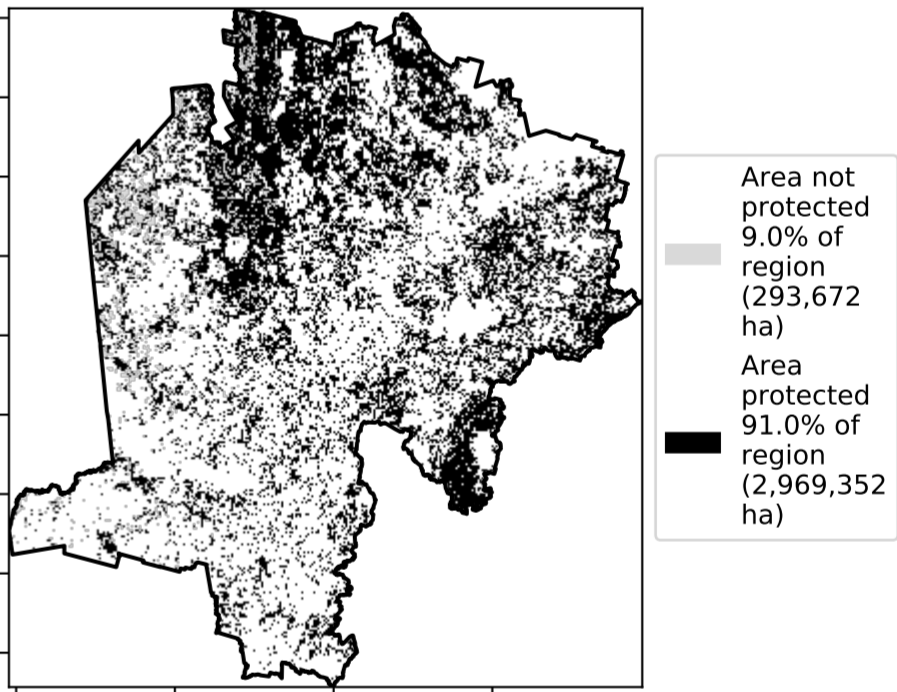 Area not
protected
9.0% of
region
(293,672
ha)
Area
protected
91.0% of
region
(2,969,352
ha)